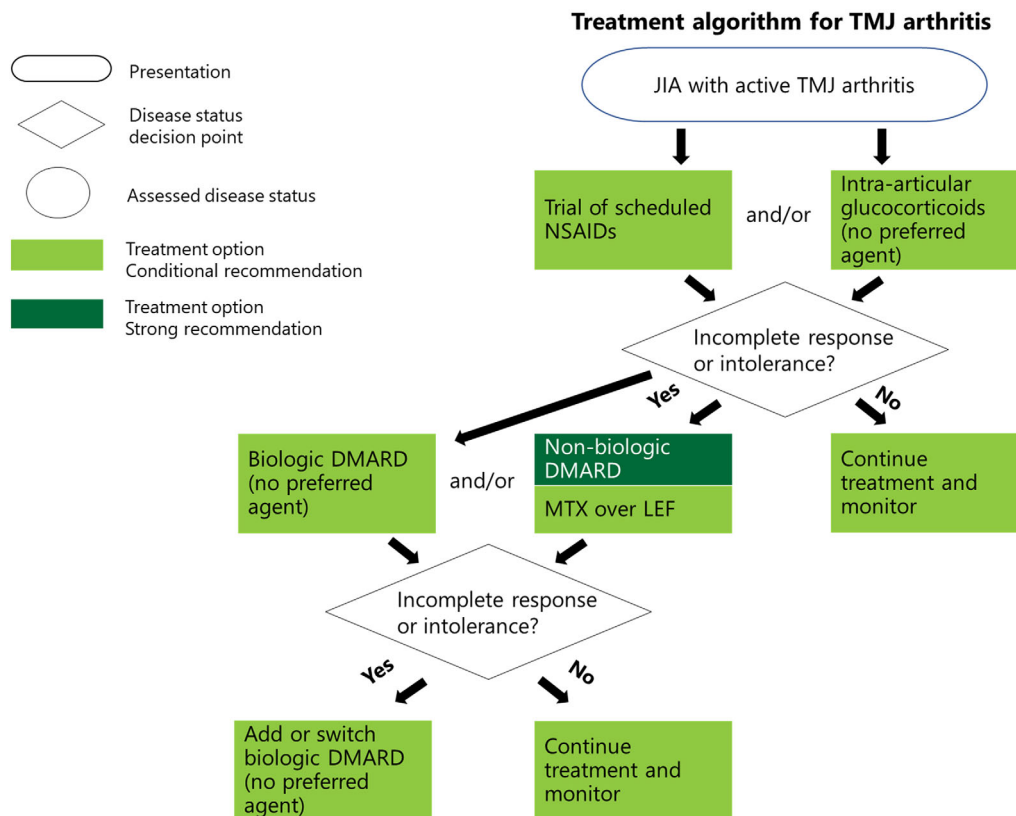 Treatment algorithm for TMJ arthritis
Presentation
Disease status
decision point
Assessed disease status
Treatment option
Conditional recommendation
Treatment option
Strong recommendation
JIA with active TMJ arthritis
Trial of scheduled
NSAIDs
and/or
Intra-articular
glucocorticoids
(no preferred
agent)
Incomplete response
or intolerance?
Yes
No
Biologic DMARD
(no preferred
agent)
and/or
Non-biologic
DMARD
MTX over LEF
Continue
treatment and
monitor
Incomplete response
or intolerance?
Yes
No
Add or switch
biologic DMARD
(no preferred
agent)
Continue
treatment and
monitor